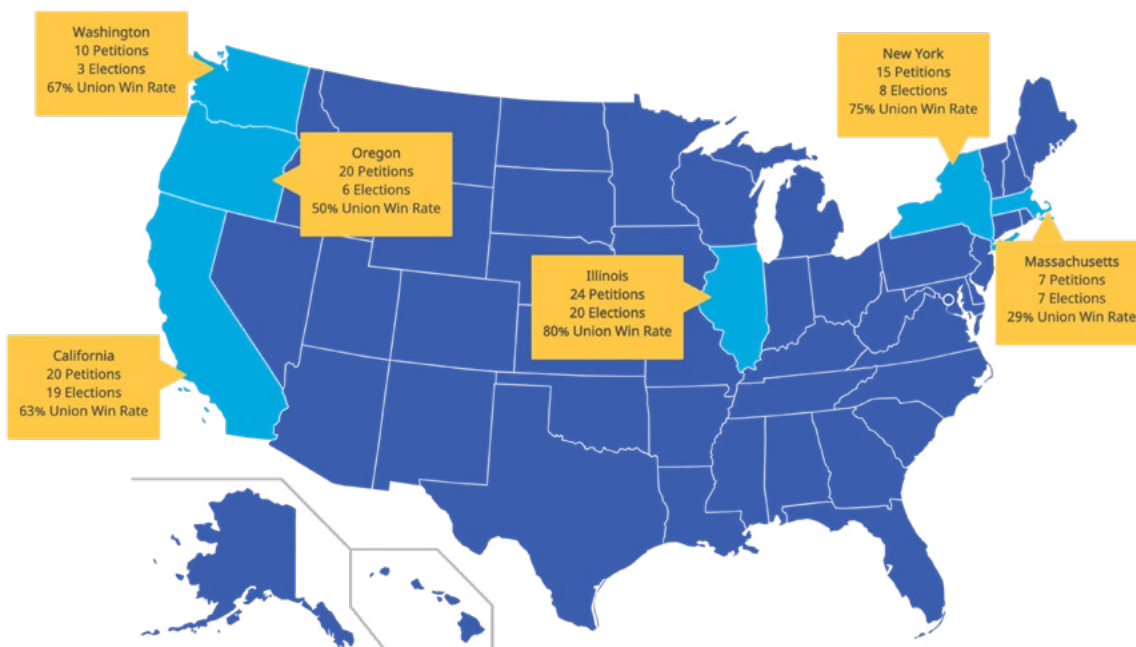 Washington
10 Petitions
3 Elections
67% Union Win Rate
New York
15 Petitions
8 Elections
75% Union Win Rate
Oregon
20 Petitions
6 Elections
50% Union Win Rate
Illinois
24 Petitions
20 Elections
80% Union Win Rate
Massachusetts
7 Petitions
7 Elections
29% Union Win Rate
California
20 Petitions
19 Elections
63% Union Win Rate